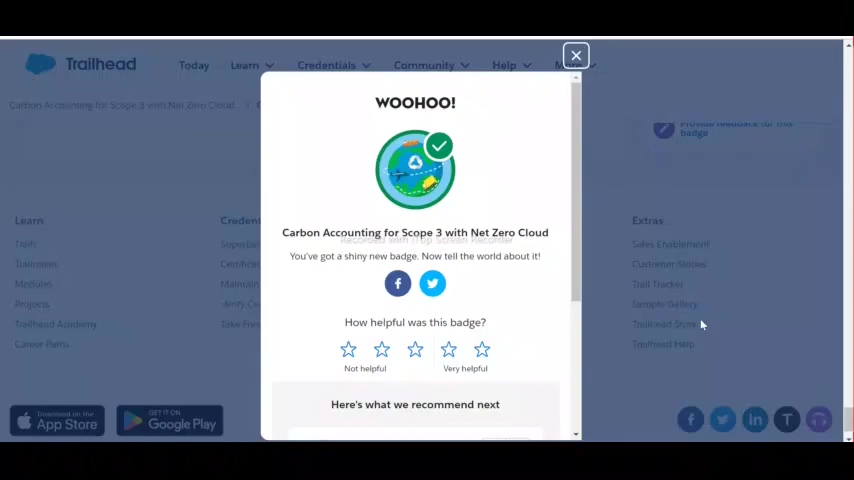 Trailhead
Today Learn Credentials Community Help More
Carbon Accounting for Scope 3 with Net Zero Cloud
Provide feedback for this
badge
WOOHOO!
Carbon Accounting for Scope 3 with Net Zero Cloud
Recorded with iTop Screen Recorder
You've got a shiny new badge. Now tell the world about it!
How helpful was this badge?
Not helpful Very helpful
Here's what we recommend next
Learn
Trails
Trailmixes
Modules
Projects
Trailhead Academy
Career Paths
Extras
Sales Enablement
Customer Stories
Trail Tracker
Sample Gallery
Trailhead Store
Trailhead Help
Download on the
App Store
GET IT ON
Google Play